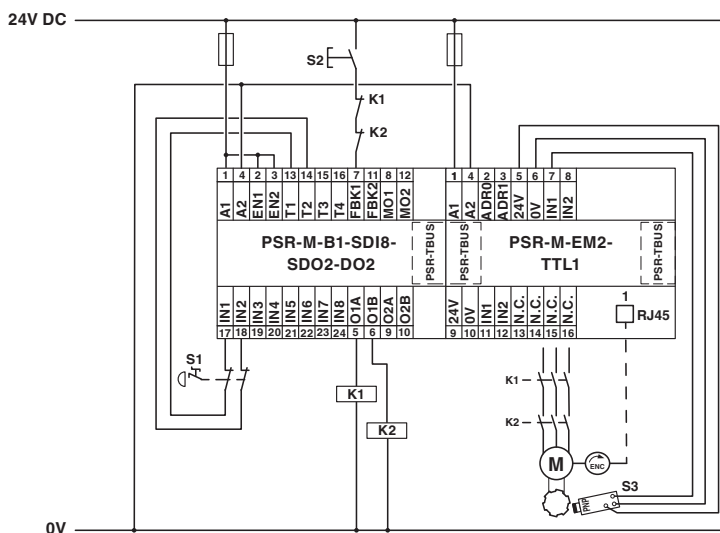 24V DC
S2
K1
K2
1 4 2 3 13 14 15 16 7 11 8 12
A1 A2 EN1 EN2 T1 T2 T3 T4 FBK1 FBK2 MO1 MO2
1 4 2 3 5 6 7 8
A1 A2 ADR0 ADR1 24V 0V IN1 IN2
PSR-M-B1-SDI8-
SDO2-DO2
PSR-TBUS
PSR-TBUS
PSR-M-EM2-
TTL1
PSR-TBUS
IN1 IN2 IN3 IN4 IN5 IN6 IN7 IN8 O1A O1B O2A O2B
17 18 19 20 21 22 23 24 5 6 9 10
24V 0V IN1 IN2 N.C. N.C. N.C. N.C.
9 10 11 12 13 14 15 16
1
RJ45
S1
K1
K2
K1
K2
M
ENC
S3
PNP
0V